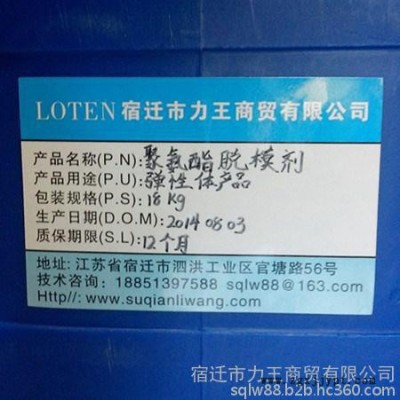 LOTEN 宿迁市力王商贸有限公司
产品名称(P.N):聚氨酯脱模剂
产品用途(P.U):弹性体产品
包装规格(P.S):18kg
生产日期(D.O.M):2014 08 03
质保期限(S.L):12个月
地址:江苏省宿迁市泗洪工业区官塘路56号
技术咨询:18851397588 sqlw88@163.com
Http//:www.suqianliwang.com
宿迁市力王商贸有限公司
sqlw88.b2b.hc360.com